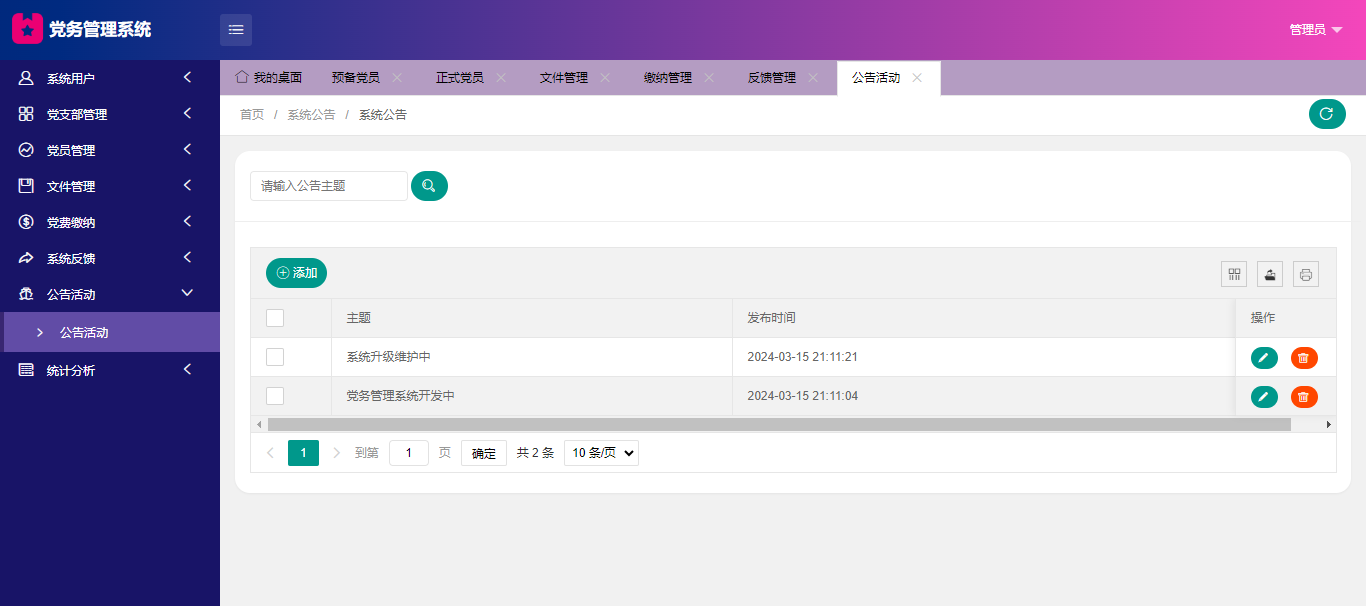 党务管理系统
管理员
系统用户
党支部管理
党员管理
文件管理
党费缴纳
系统反馈
公告活动
公告活动
统计分析
我的桌面 预备党员 正式党员 文件管理 缴纳管理 反馈管理 公告活动
首页 / 系统公告 / 系统公告
请输入公告主题
添加
主题 发布时间 操作
系统升级维护中 2024-03-15 21:11:21
党务管理系统开发中 2024-03-15 21:11:04
1 到第 1 页 确定 共 2 条 10 条/页